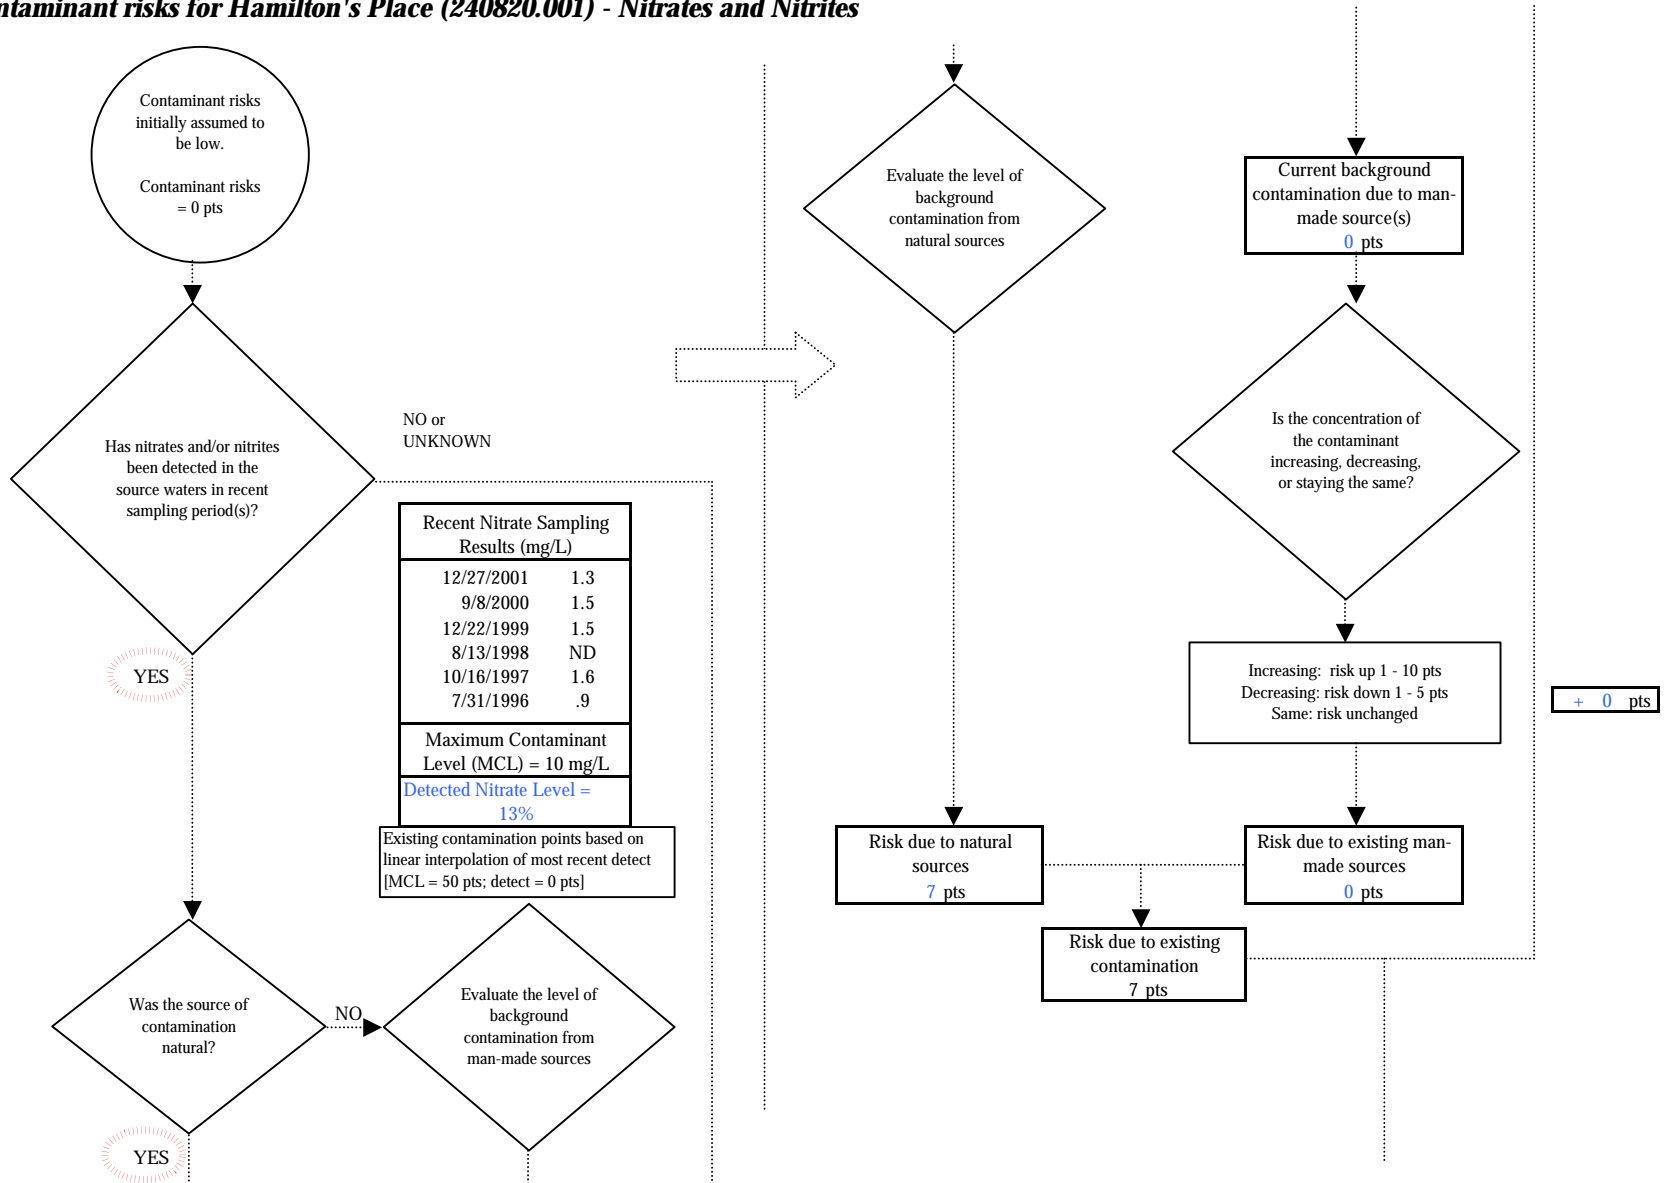 ntaminant risks for Hamilton's Place (240820.001) - Nitrates and Nitrites
Contaminant risks
initially assumed to
be low.
Contaminant risks
= 0 pts
Has nitrates and/or nitrites
been detected in the
source waters in recent
sampling period(s)?
NO or
UNKNOWN
YES
Recent Nitrate Sampling
Results (mg/L)
12/27/2001 1.3
9/8/2000 1.5
12/22/1999 1.5
8/13/1998 ND
10/16/1997 1.6
7/31/1996 .9
Maximum Contaminant
Level (MCL) = 10 mg/L
Detected Nitrate Level =
13%
Existing contamination points based on
linear interpolation of most recent detect
[MCL = 50 pts; detect = 0 pts]
Was the source of
contamination
natural?
NO
YES
Evaluate the level of
background
contamination from
man-made sources
Evaluate the level of
background
contamination from
natural sources
Risk due to natural
sources
7 pts
Current background
contamination due to man-
made source(s)
0 pts
Is the concentration of
the contaminant
increasing, decreasing,
or staying the same?
Increasing: risk up 1 - 10 pts
Decreasing: risk down 1 - 5 pts
Same: risk unchanged
+ 0 pts
Risk due to existing man-
made sources
0 pts
Risk due to existing
contamination
7 pts